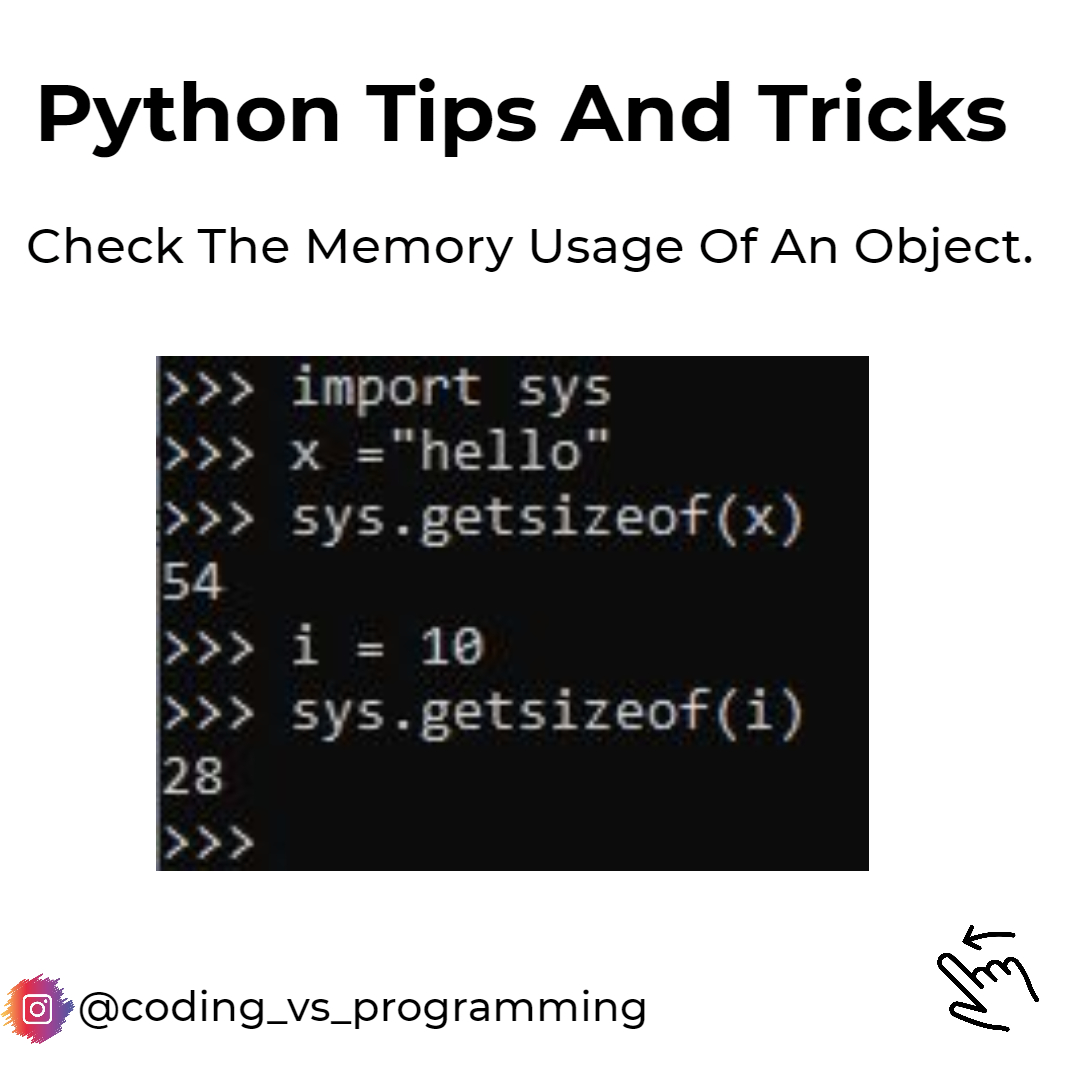 Python Tips And Tricks
Check The Memory Usage Of An Object.
>>> import sys
>>> x ="hello"
>>> sys.getsizeof(x)
54
>>> i = 10
>>> sys.getsizeof(i)
28
>>>
@coding_vs_programming